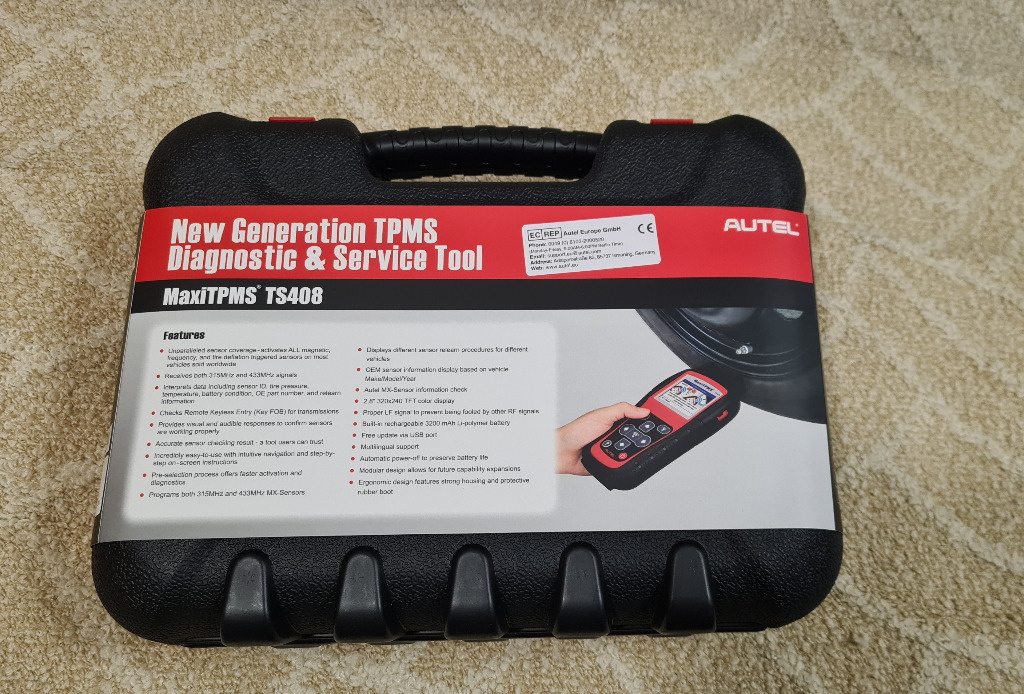 New Generation TPMS
Diagnostic & Service Tool
EC REP Autel Europe GmbH CE
AUTEL
MaxiTPMS® TS408
Features
• Unparalleled sensor coverage-activates ALL magnetic,
frequency, and tire deflation triggered sensors on most
vehicles sold worldwide
• Receives both 315MHz and 433MHz signals
• Interprets data including sensor ID, tire pressure,
temperature, battery condition, OE part number, and relearn
information
• Checks Remote Keyless Entry (Key FOB) for transmissions
• Provides visual and audible responses to confirm sensors
are working properly
• Accurate sensor checking result - a tool users can trust
• Incredibly easy-to-use with intuitive navigation and step-by-
step on-screen instructions
• Pre-selection process offers faster activation and
diagnostics
• Programs both 315MHz and 433MHz MX-Sensors
• Displays different sensor relearn procedures for different
vehicles
• OEM sensor information display based on vehicle
Make/Model/Year
• Autel MX-Sensor information check
• 2.8" 320x240 TFT color display
• Proper LF signal to prevent being fooled by other RF signals
• Built-in rechargeable 3200 mAh Li-polymer battery
• Free update via USB port
• Multilingual support
• Automatic power-off to preserve battery life
• Modular design allows for future capability expansions
• Ergonomic design features strong housing and protective
rubber boot
MaxiTPMS